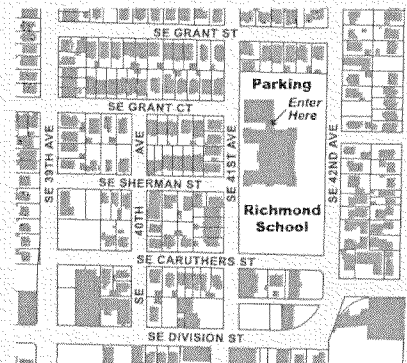 SE GRANT ST
Parking
Enter
Here
SE GRANT CT
SE 39TH AVE
AVE
SE 41ST AVE
SE 42ND AVE
SE SHERMAN ST
40TH
Richmond
School
SE CARUTHERS ST
SE
SE DIVISION ST